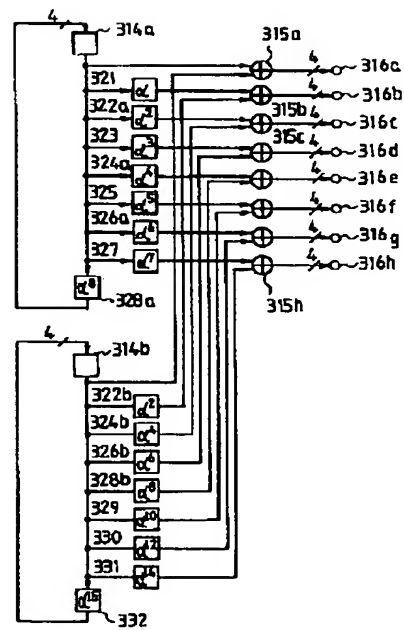 4 314a
315a
4 316a
321 α
4 316b
322a α²
315b 4 316c
323 α³
315c 4 316d
324a α⁴
4 316e
325 α⁵
4 316f
326a α⁶
4 316g
327 α⁷
4 316h
α⁸
328a
315h
4 314b
322b α²
324b α⁴
326b α⁶
328b α⁸
329 α¹⁰
330 α¹²
331 α¹⁴
α¹⁶
332